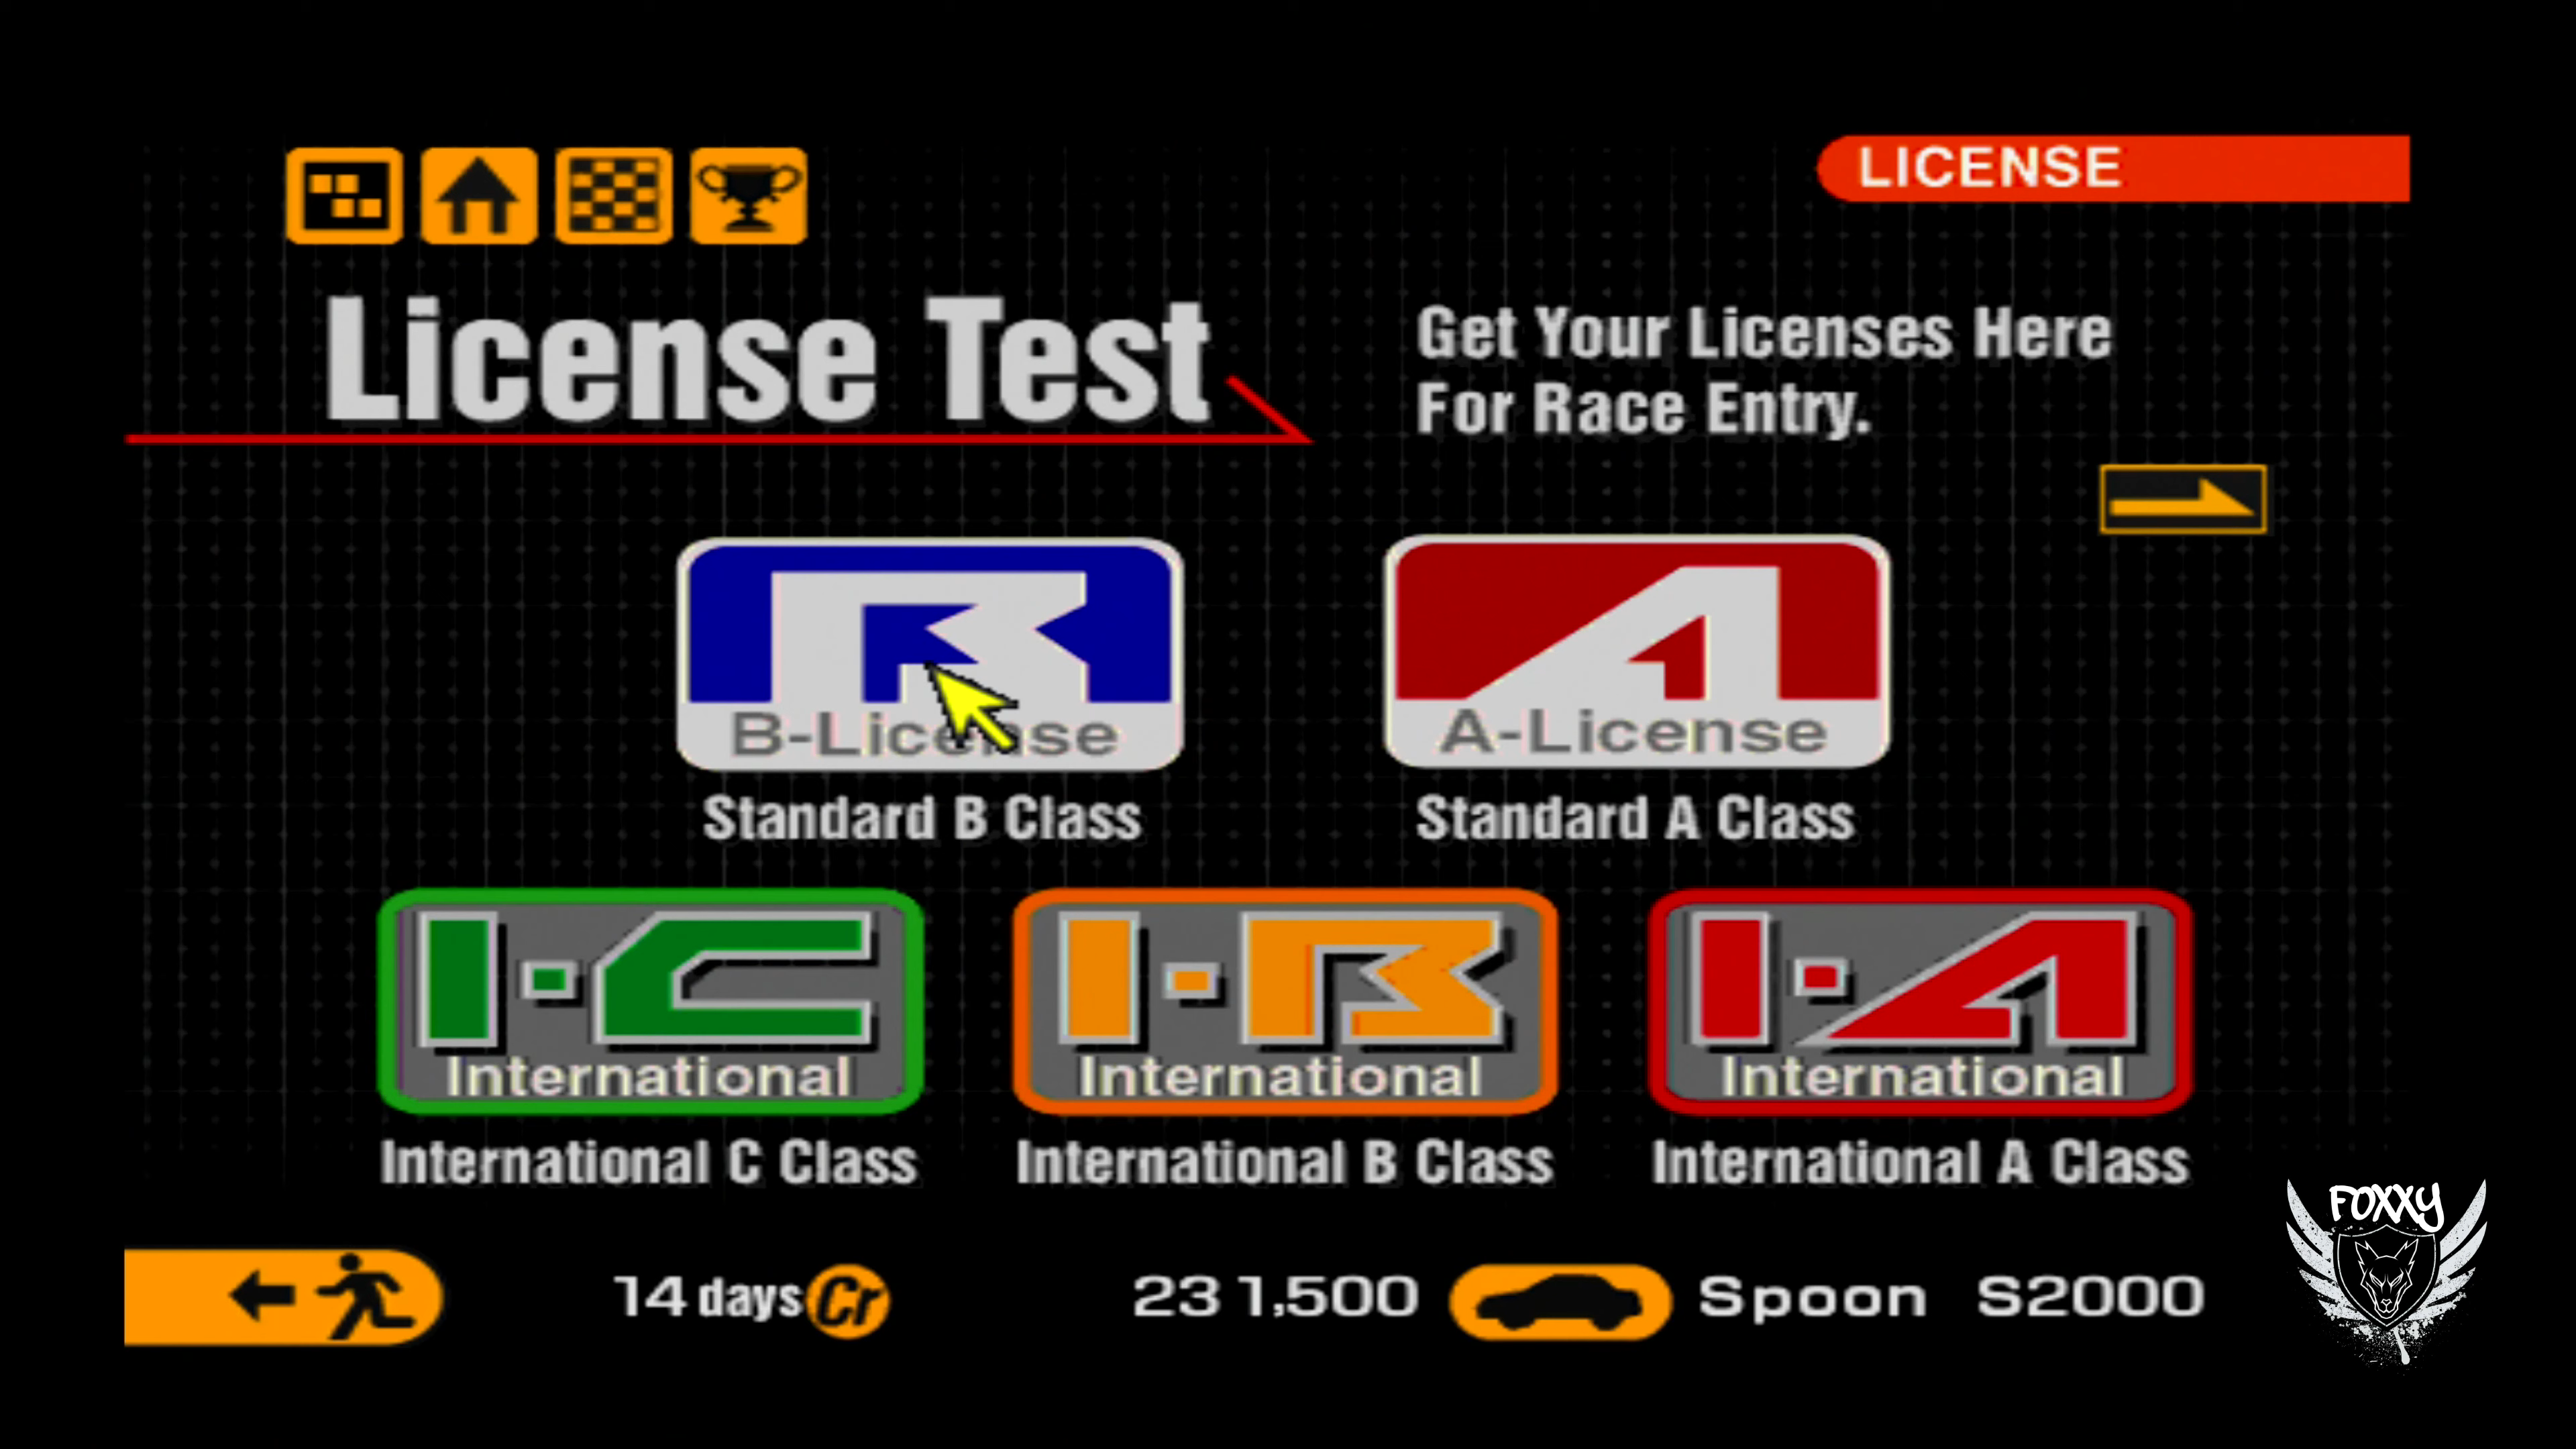 LICENSE
License Test
Get Your Licenses Here
For Race Entry.
B
A
B-License
A-License
Standard B Class
Standard A Class
I-C
I-B
I-A
International
International
International
International C Class
International B Class
International A Class
14 days
Cr
231,500
Spoon S2000
FOXXY